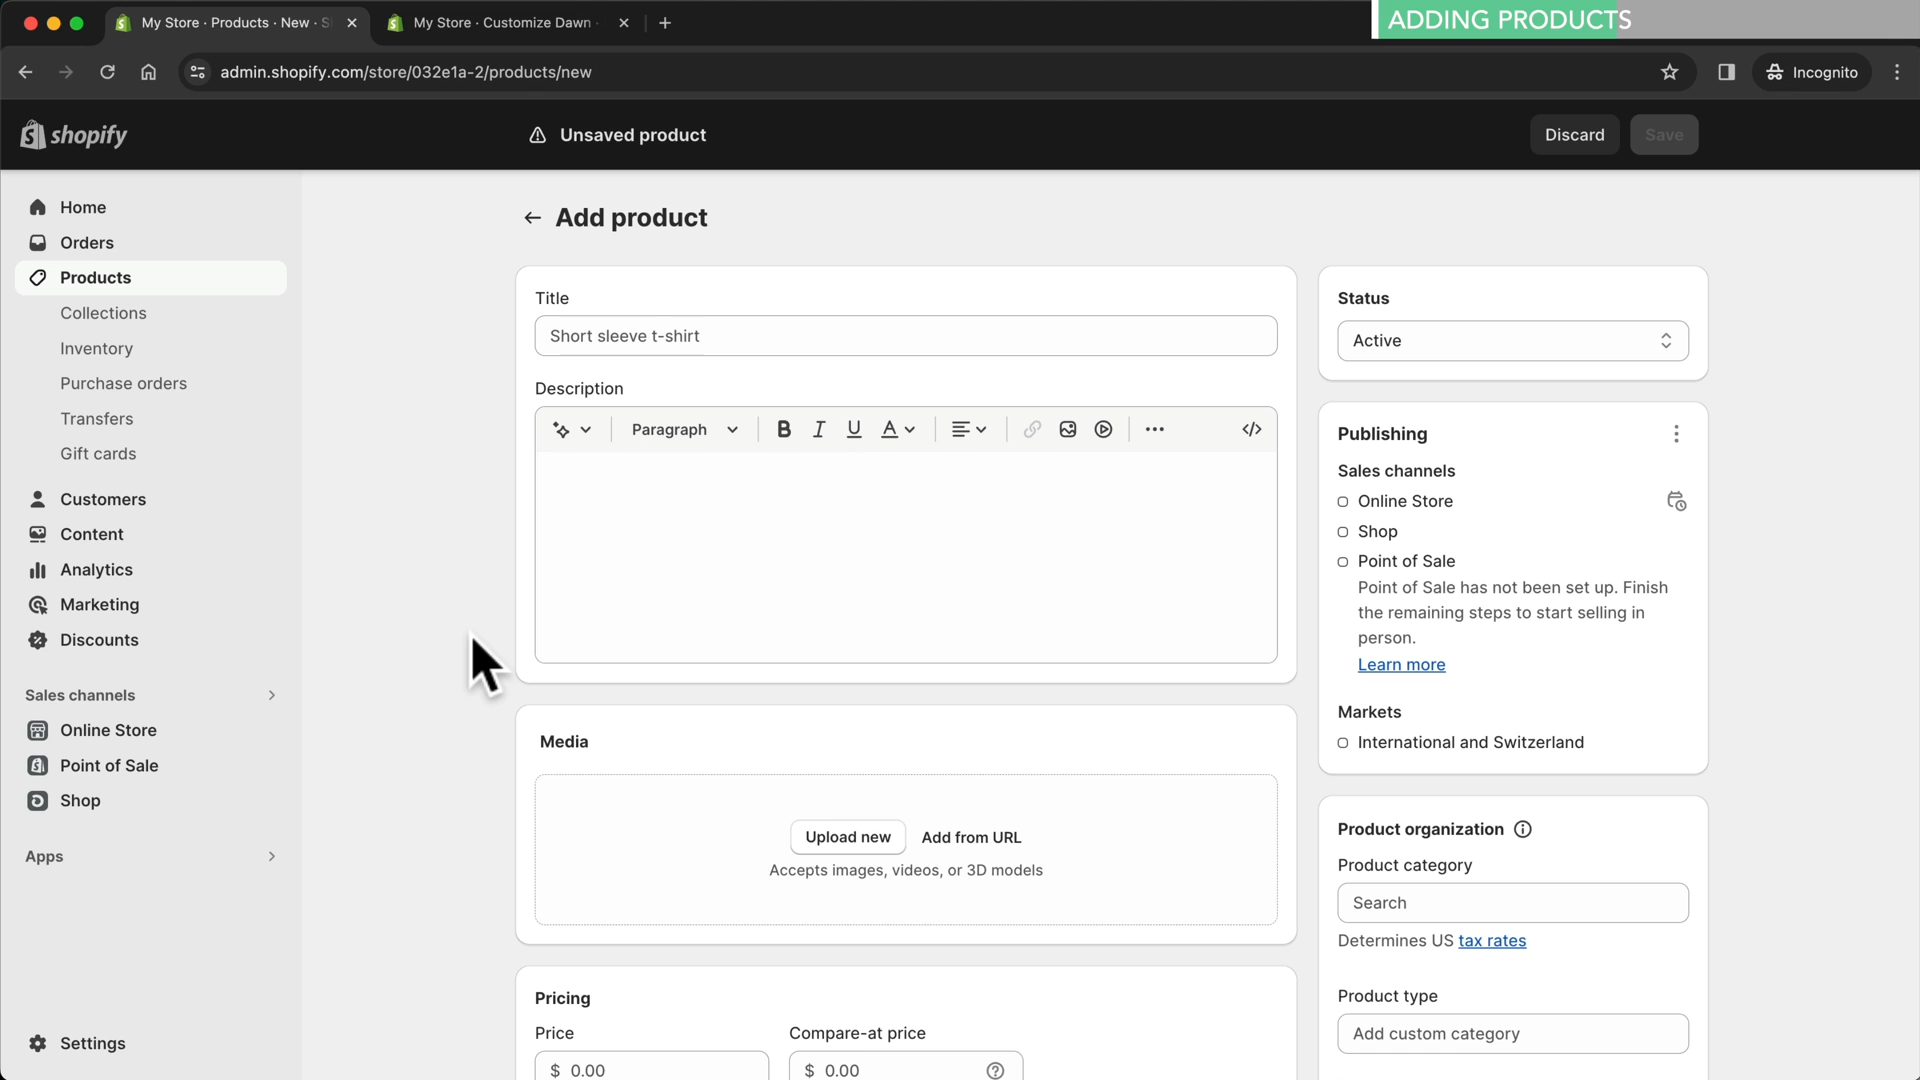 My Store · Products · New · S
My Store · Customize Dawn ·
ADDING PRODUCTS
admin.shopify.com/store/032e1a-2/products/new
Incognito
shopify
Unsaved product
Discard
Save
Home
Orders
Products
Collections
Inventory
Purchase orders
Transfers
Gift cards
Customers
Content
Analytics
Marketing
Discounts
Sales channels
Online Store
Point of Sale
Shop
Apps
Settings
Add product
Title
Short sleeve t-shirt
Description
Paragraph
B I U A
Media
Upload new
Add from URL
Accepts images, videos, or 3D models
Pricing
Price
Compare-at price
$ 0.00
$ 0.00
Status
Active
Publishing
Sales channels
Online Store
Shop
Point of Sale
Point of Sale has not been set up. Finish
the remaining steps to start selling in
person.
Learn more
Markets
International and Switzerland
Product organization
Product category
Search
Determines US tax rates
Product type
Add custom category